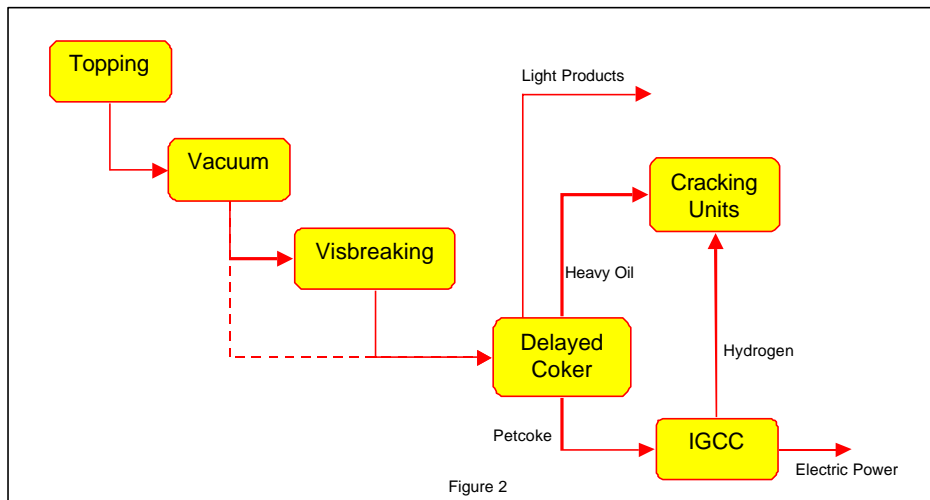 Topping
Light Products
Vacuum
Cracking
Units
Visbreaking
Heavy Oil
Delayed
Coker
Hydrogen
Petcoke
IGCC
Electric Power
Figure 2